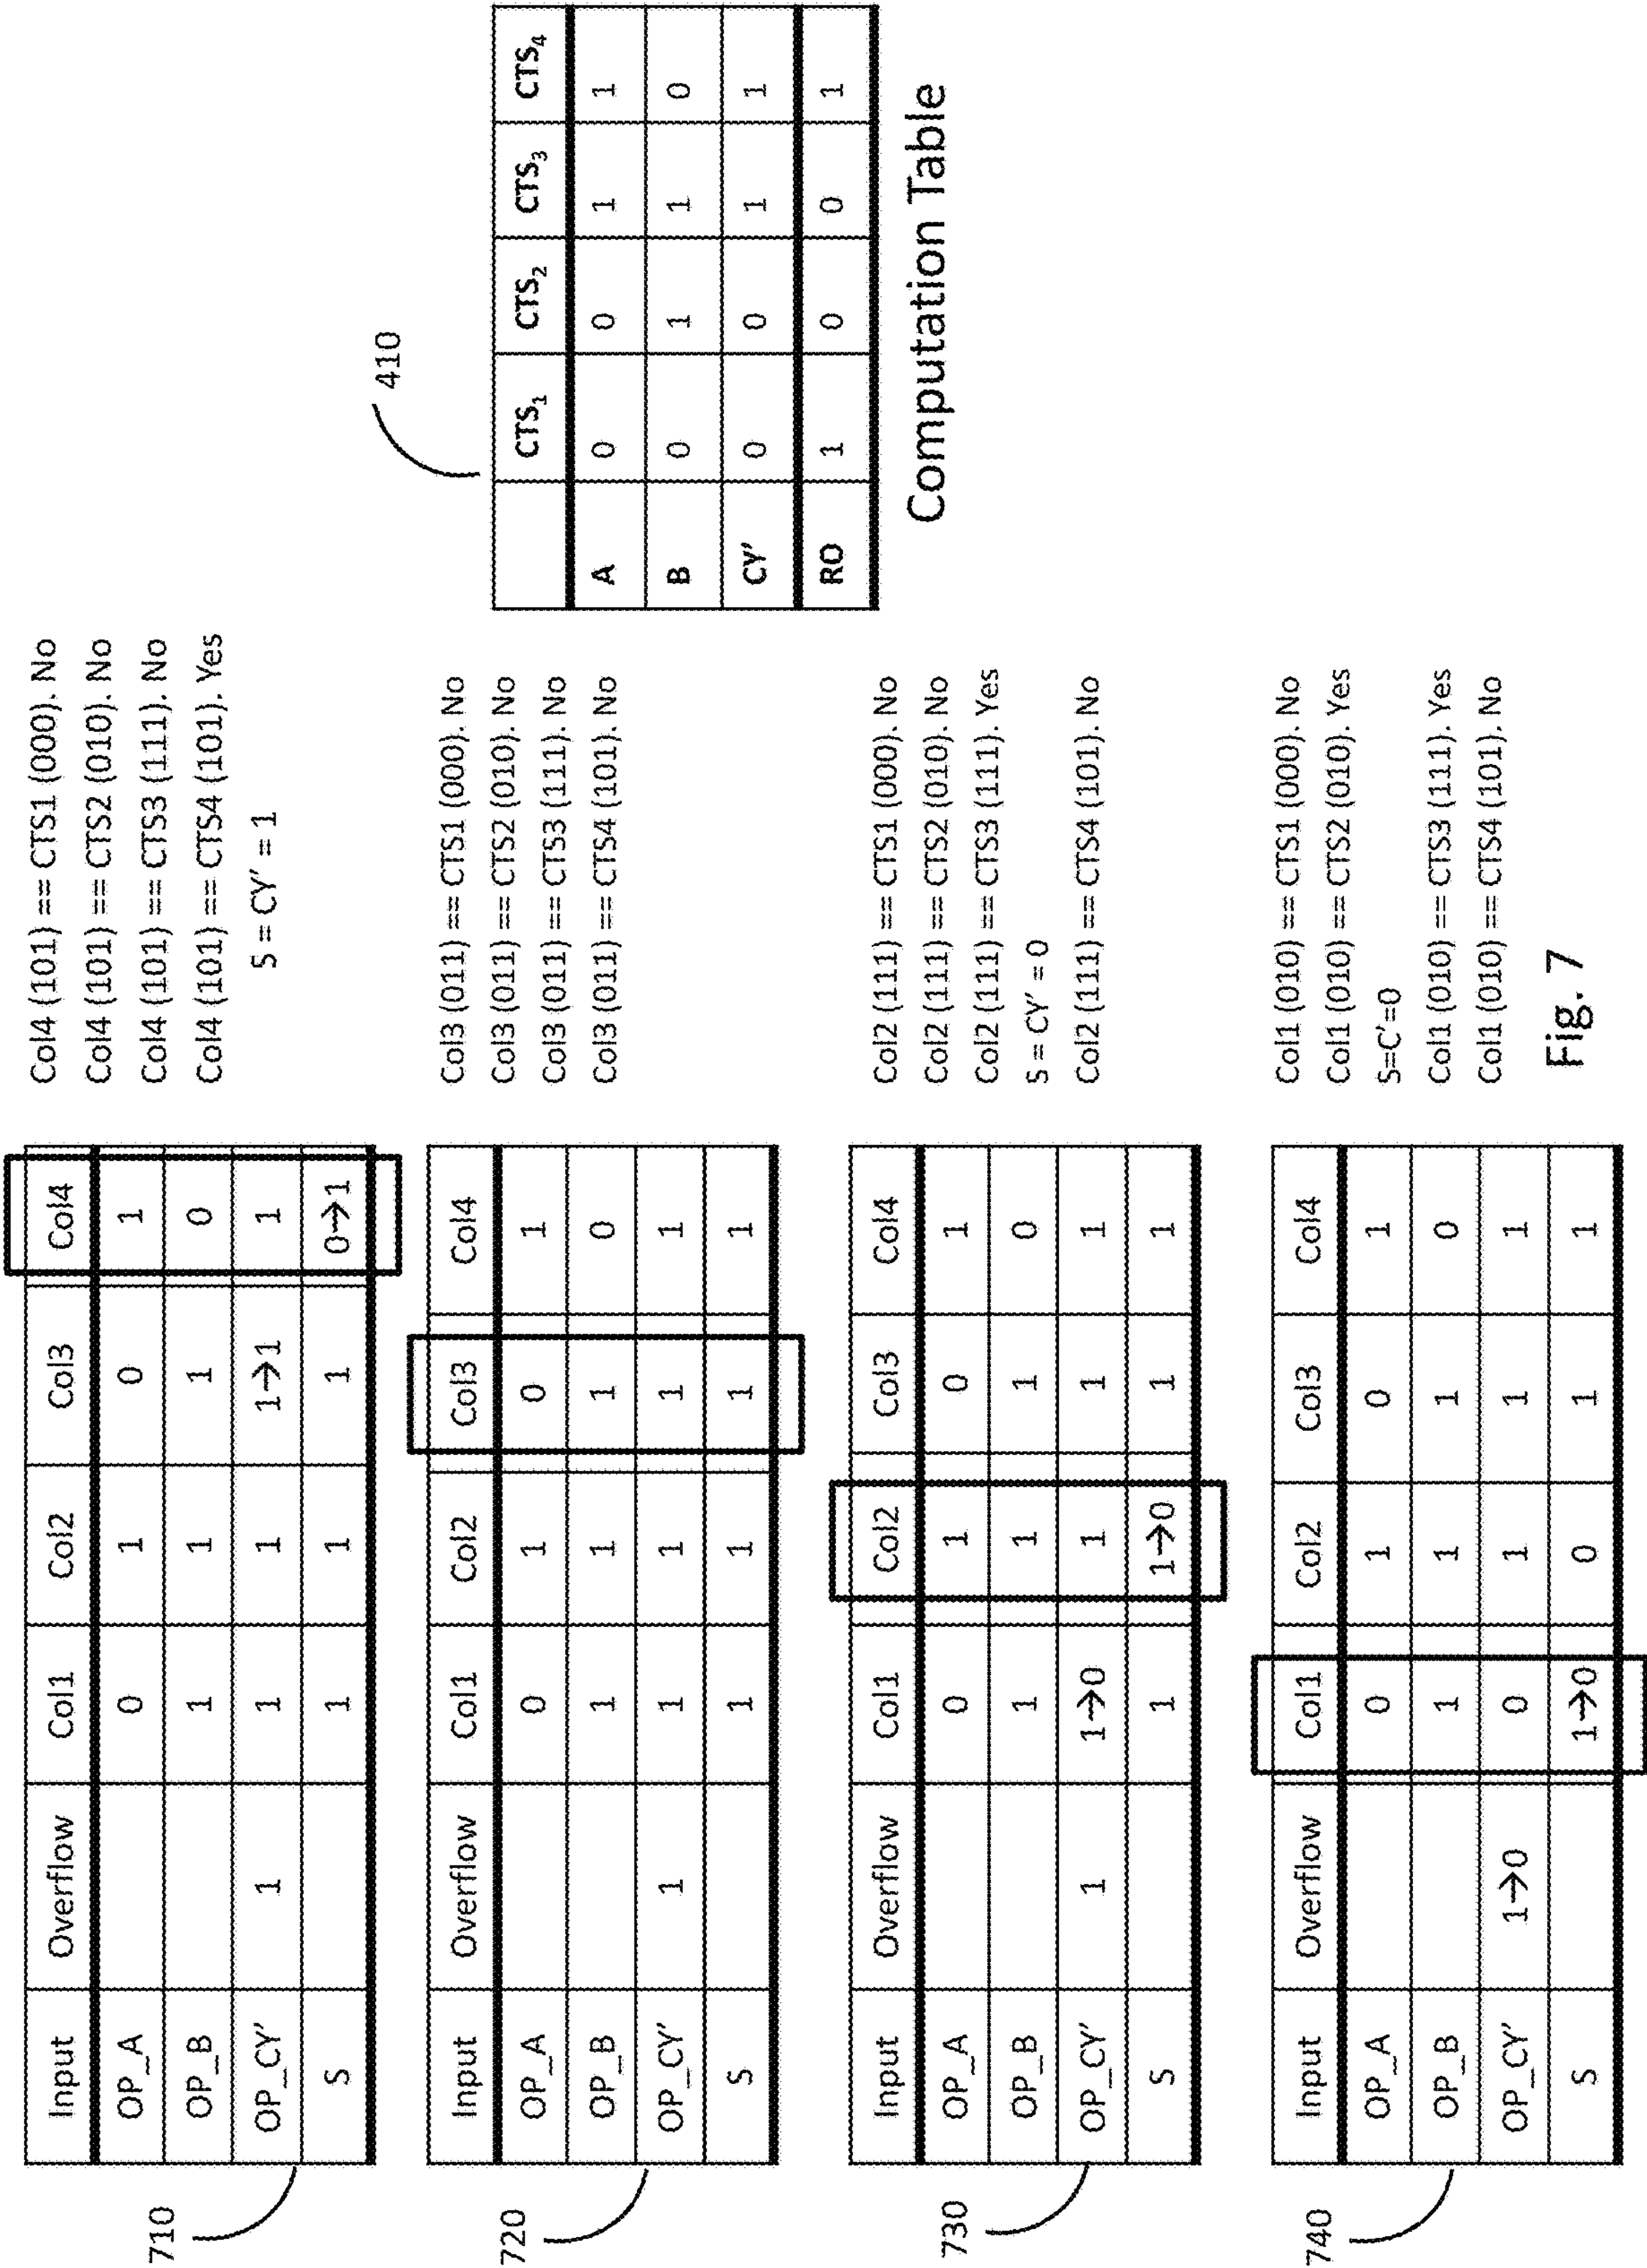 710
Input Overflow Col1 Col2 Col3 Col4
OP_A 0 1 0 1
OP_B 1 1 1 0
OP_CY' 1 1 1 1→1 1
S 1 1 1 0→1
Col4 (101) == CTS1 (000). No
Col4 (101) == CTS2 (010). No
Col4 (101) == CTS3 (111). No
Col4 (101) == CTS4 (101). Yes
S = CY' = 1
720
Input Overflow Col1 Col2 Col3 Col4
OP_A 0 1 0 1
OP_B 1 1 1 0
OP_CY' 1 1 1 1 1
S 1 1 1 1
Col3 (011) == CTS1 (000). No
Col3 (011) == CTS2 (010). No
Col3 (011) == CTS3 (111). No
Col3 (011) == CTS4 (101). No
410
CTS₁ CTS₂ CTS₃ CTS₄
A 0 0 1 1
B 0 1 1 0
CY' 0 0 1 1
RO 1 0 0 1
Computation Table
730
Input Overflow Col1 Col2 Col3 Col4
OP_A 0 1 0 1
OP_B 1 1 1 0
OP_CY' 1 1→0 1 1 1
S 1 1→0 1 1
Col2 (111) == CTS1 (000). No
Col2 (111) == CTS2 (010). No
Col2 (111) == CTS3 (111). Yes
S = CY' = 0
Col2 (111) == CTS4 (101). No
740
Input Overflow Col1 Col2 Col3 Col4
OP_A 0 1 0 1
OP_B 1 1 1 0
OP_CY' 1→0 0 1 1 1
S 1→0 0 1 1
Col1 (010) == CTS1 (000). No
Col1 (010) == CTS2 (010). Yes
S=C'=0
Col1 (010) == CTS3 (111). Yes
Col1 (010) == CTS4 (101). No
Fig. 7